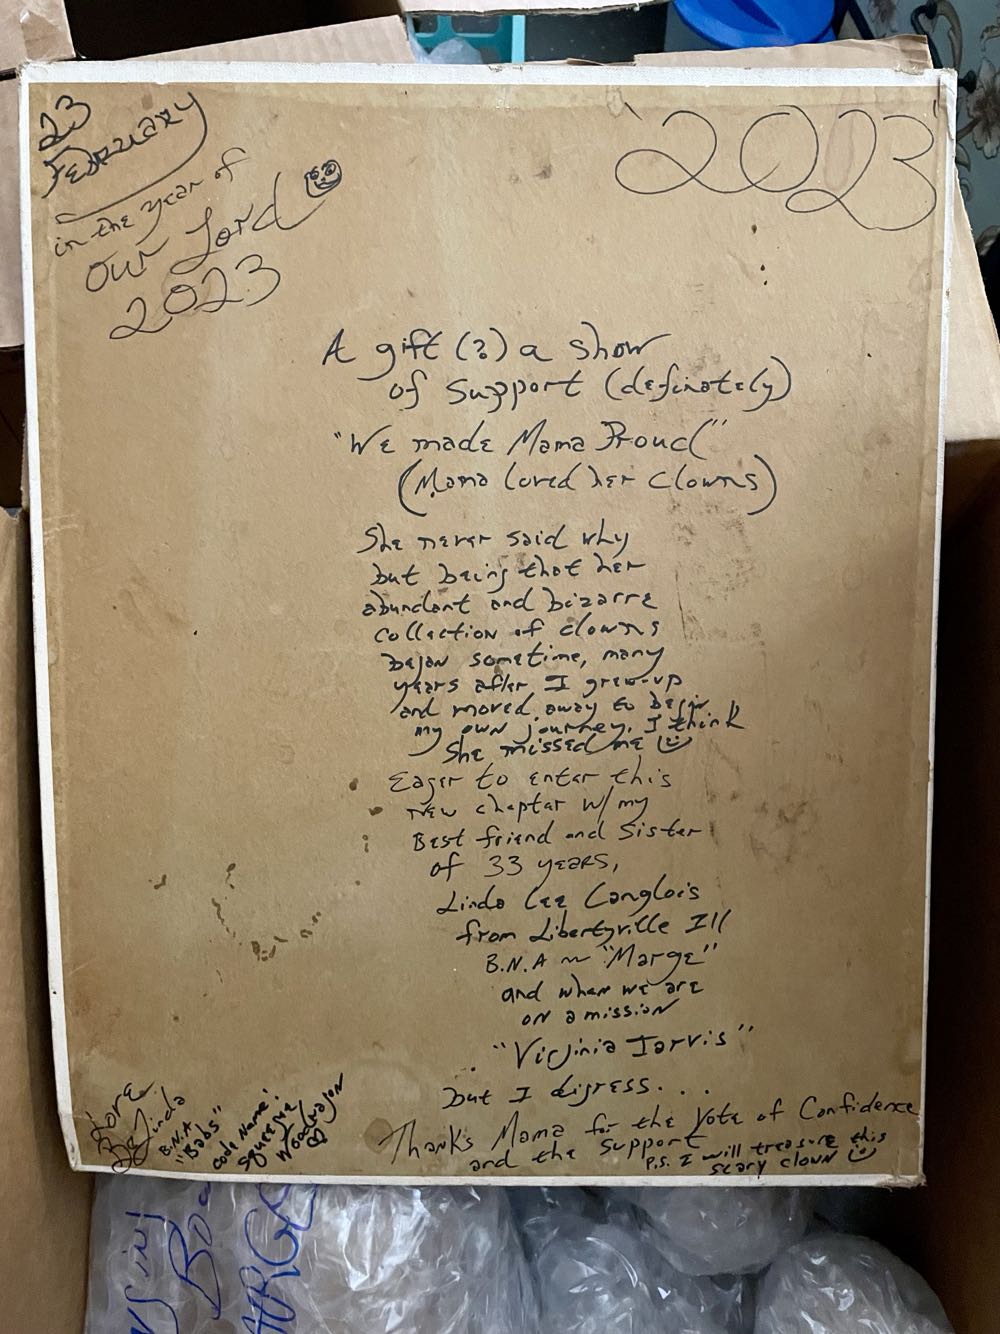 23
February
in the year of
our Lord
2023
'2023'
A gift (?) a show
of support (definately)
"We made Mama Proud"
(Mama loved her clowns)
She never said why
but being that her
abundant and bizarre
collection of clowns
began sometime, many
years after I grew-up
and moved away to begin
my own journey, I think
she missed me
Eager to enter this
new chapter w/ my
Best friend and Sister
of 33 years,
Linda Lee Langlois
from Libertyville Ill
B.N.A ~ "Marge"
and when we are
on a mission
"Virginia Jarvis"
but I digress...
Thanks Mama for the Vote of Confidence
and the support
p.s. I will treasure this
scary clown
Linda
B.N.A
"Babs"
code Name:
Squeegie
Woodwagon